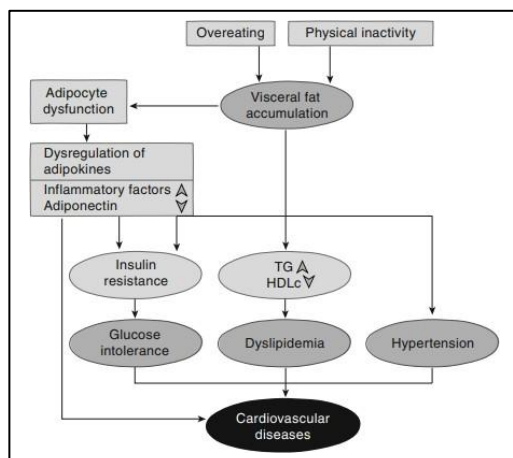 Overeating
Physical inactivity
Adipocyte
dysfunction
Visceral fat
accumulation
Dysregulation of
adipokines
Inflammatory factors
Adiponectin
Insulin
resistance
TG
HDLc
Glucose
intolerance
Dyslipidemia
Hypertension
Cardiovascular
diseases